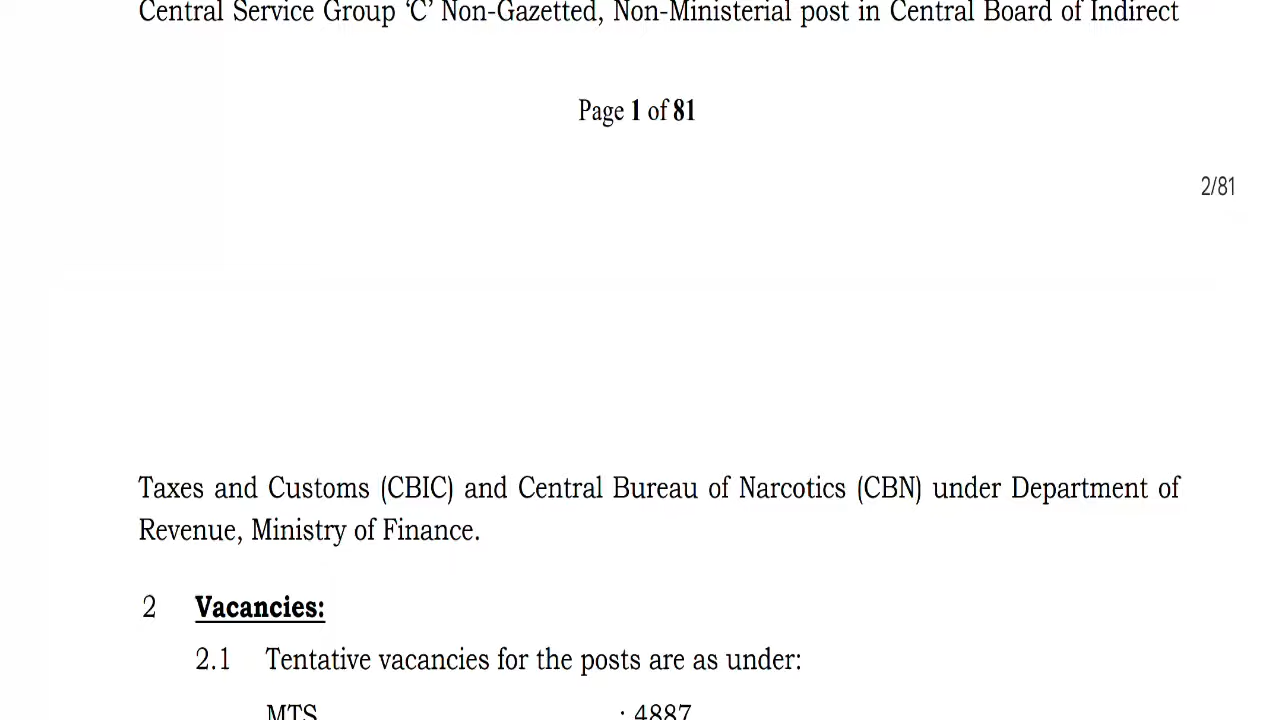 Central Service Group ‘C’ Non-Gazetted, Non-Ministerial post in Central Board of Indirect
Page 1 of 81
2/81
Taxes and Customs (CBIC) and Central Bureau of Narcotics (CBN) under Department of
Revenue, Ministry of Finance.
2 Vacancies:
2.1 Tentative vacancies for the posts are as under:
MTS : 4887